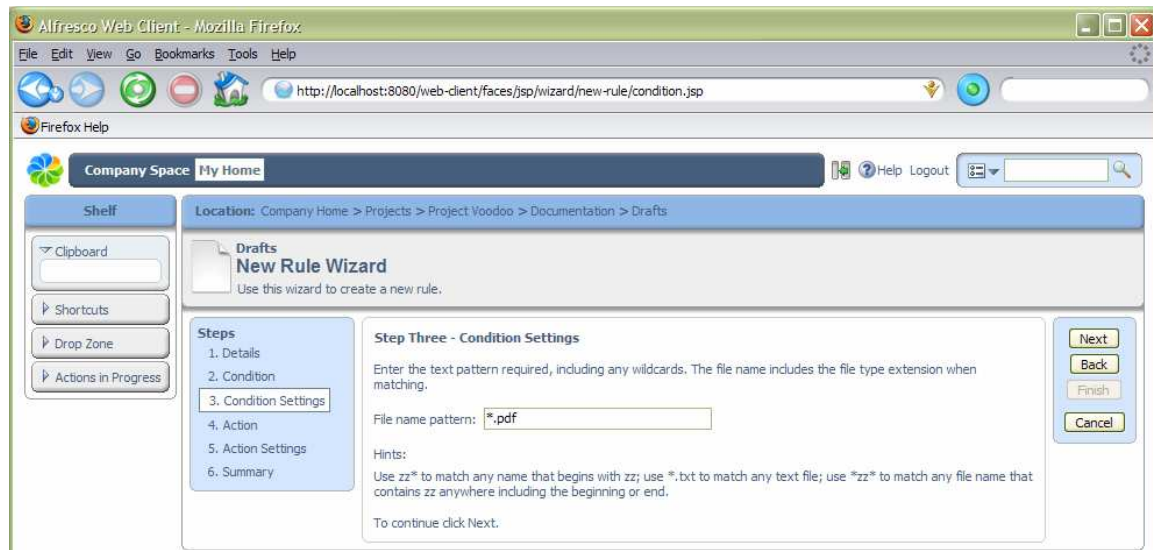 Alfresco Web Client - Mozilla Firefox
File Edit View Go Bookmarks Tools Help
http://localhost:8080/web-client/faces/jsp/wizard/new-rule/condition.jsp
Firefox Help
Company Space My Home
Help Logout
Shelf
Location: Company Home > Projects > Project Voodoo > Documentation > Drafts
Clipboard
Shortcuts
Drop Zone
Actions in Progress
Drafts
New Rule Wizard
Use this wizard to create a new rule.
Steps
1. Details
2. Condition
3. Condition Settings
4. Action
5. Action Settings
6. Summary
Step Three - Condition Settings
Enter the text pattern required, including any wildcards. The file name includes the file type extension when
matching.
File name pattern: *.pdf
Hints:
Use zz* to match any name that begins with zz; use *.txt to match any text file; use *zz* to match any file name that
contains zz anywhere including the beginning or end.
To continue click Next.
Next
Back
Finish
Cancel